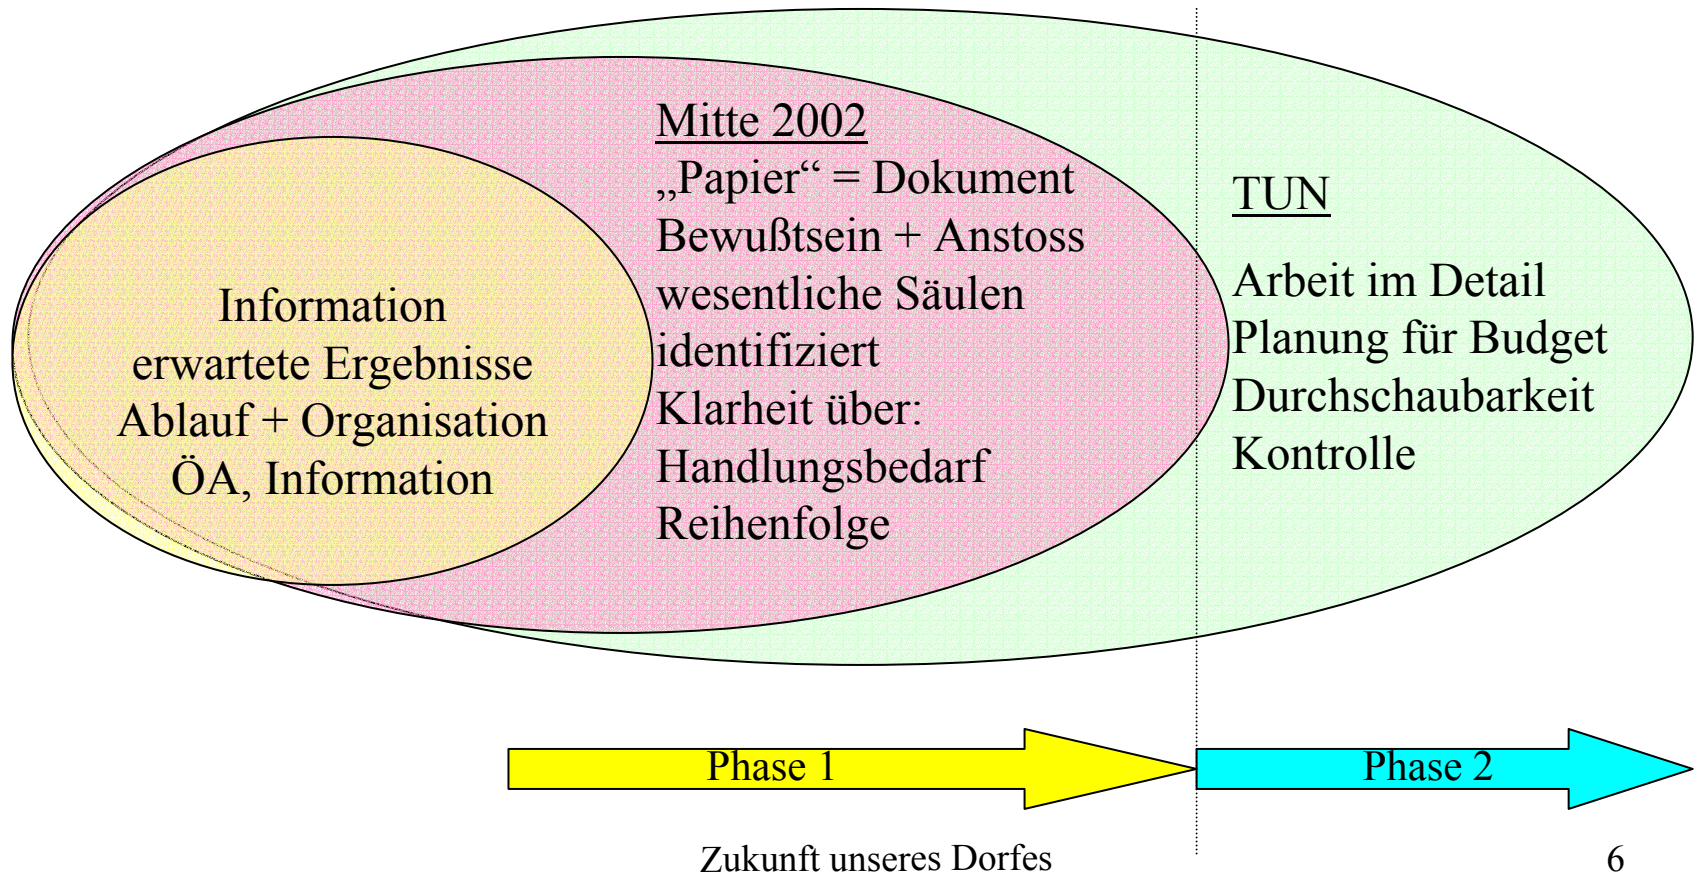 Information
erwartete Ergebnisse
Ablauf + Organisation
ÖA, Information
Mitte 2002
„Papier“ = Dokument
Bewußtsein + Anstoss
wesentliche Säulen
identifiziert
Klarheit über:
Handlungsbedarf
Reihenfolge
TUN
Arbeit im Detail
Planung für Budget
Durchschaubarkeit
Kontrolle
Phase 1
Phase 2
Zukunft unseres Dorfes
6